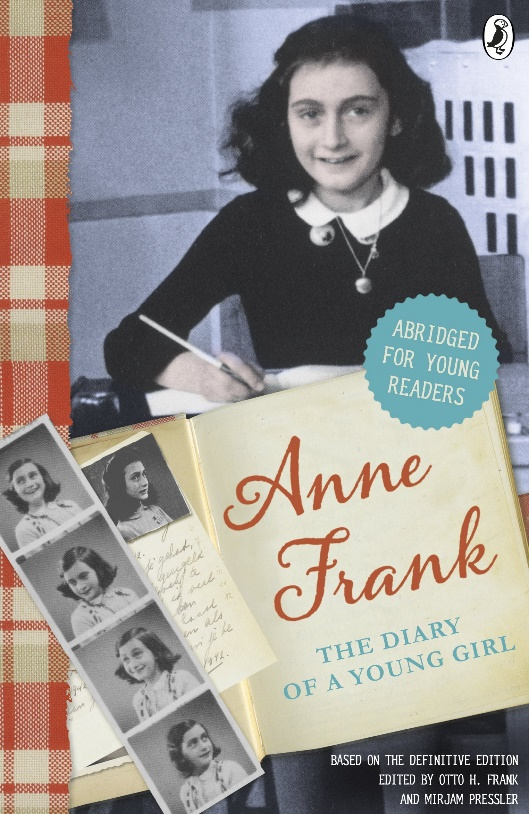 ABRIDGED
FOR YOUNG
READERS
Anne
Frank
THE DIARY
OF A YOUNG GIRL
BASED ON THE DEFINITIVE EDITION
EDITED BY OTTO H. FRANK
AND MIRJAM PRESSLER